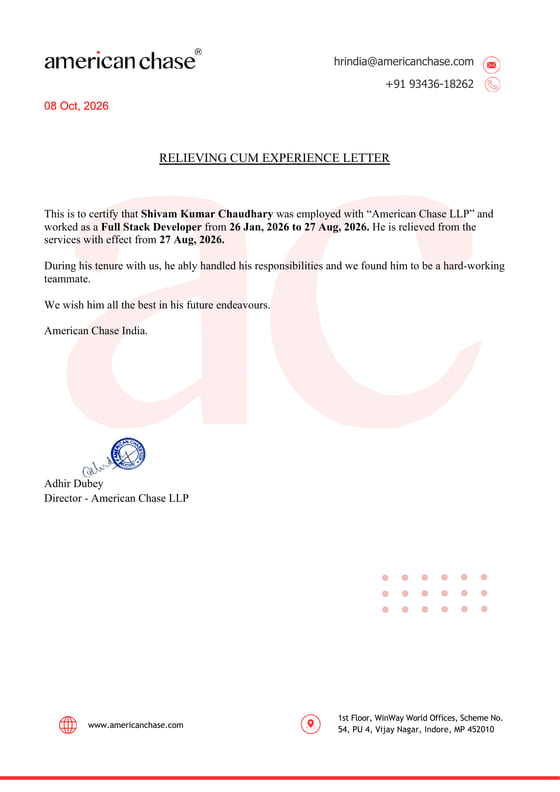 american chase®
hrindia@americanchase.com
+91 93436-18262
08 Oct, 2026
RELIEVING CUM EXPERIENCE LETTER
This is to certify that Shivam Kumar Chaudhary was employed with “American Chase LLP” and
worked as a Full Stack Developer from 26 Jan, 2026 to 27 Aug, 2026. He is relieved from the
services with effect from 27 Aug, 2026.
During his tenure with us, he ably handled his responsibilities and we found him to be a hard-working
teammate.
We wish him all the best in his future endeavours.
American Chase India.
ac
Adhir Dubey
Director - American Chase LLP
www.americanchase.com
1st Floor, WinWay World Offices, Scheme No.
54, PU 4, Vijay Nagar, Indore, MP 452010